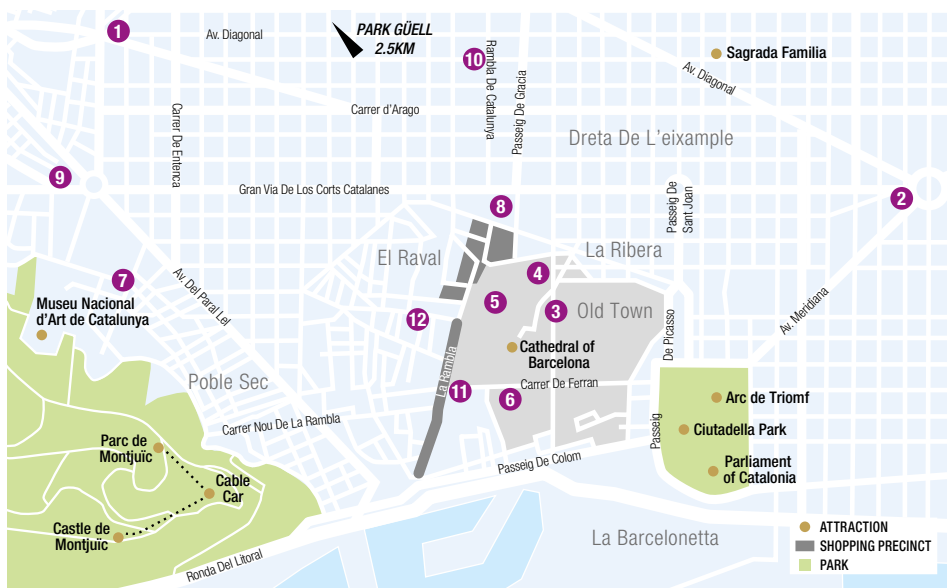 1
Av. Diagonal
PARK GÜELL
2.5KM
10
Rambla De Catalunya
Passeig De Gracia
Sagrada Familia
Av. Diagonal
Carrer d'Arago
Carrer De Entenca
Dreta De L'eixample
9
Gran Via De Los Corts Catalanes
8
Passeig De
Sant Joan
2
El Raval
La Ribera
7
Av. Del Paral Lel
4
5
3
Old Town
Museu Nacional
d'Art de Catalunya
12
Cathedral of
Barcelona
De Picasso
Av. Meridiana
La Rambla
Poble Sec
11
Carrer De Ferran
6
Arc de Triomf
Carrer Nou De La Rambla
Passeig
Ciutadella Park
Parc de
Montjuïc
Passeig De Colom
Parliament
of Catalonia
Cable
Car
Castle de
Montjuïc
La Barcelonetta
Ronda Del Litoral
ATTRACTION
SHOPPING PRECINCT
PARK